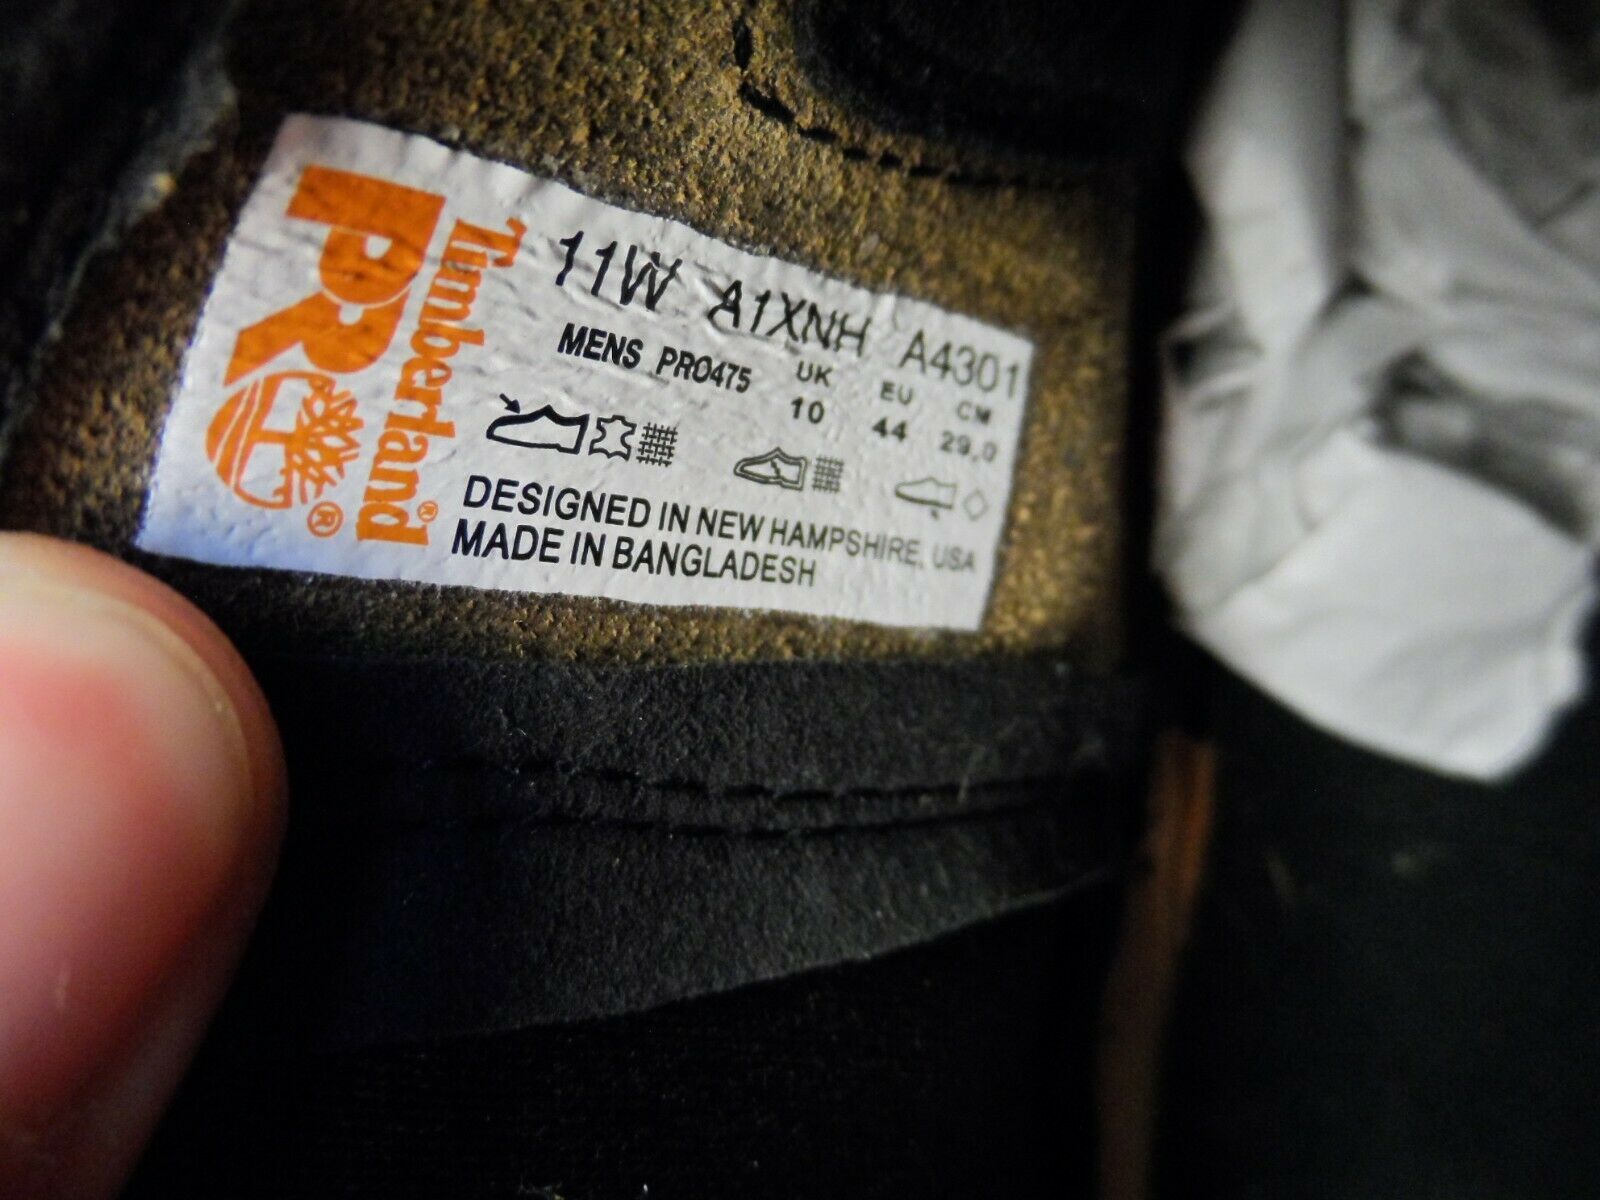 Timberland®
PRO®
11W A1XNH A4301
MENS PRO475 UK EU CM
10 44 29.0
DESIGNED IN NEW HAMPSHIRE, USA
MADE IN BANGLADESH